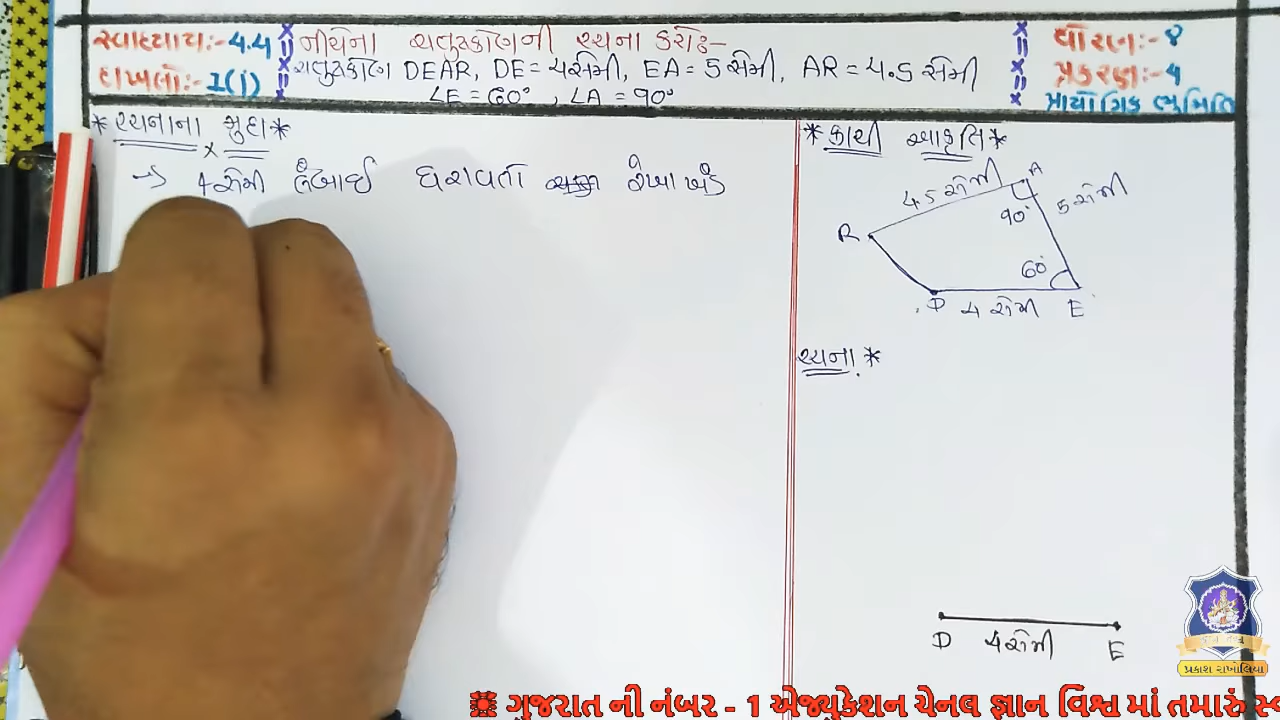 સ્વાધ્યાય:- 4.4
દાખલો:- 1(i)
નીચેના ચતુષ્કોણની રચના કરો:-
ચતુષ્કોણ DEAR, DE = 4 સેમી, EA = 5 સેમી, AR = 4.5 સેમી
∠E = 60° , ∠A = 90°
ધોરણ:- 8
પ્રકરણ:- 4
પ્રાયોગિક ભૂમિતિ
*રચનાના મુદ્દા*
→ 4 સેમી લંબાઈ ધરાવતા રેખાખંડ
*કાચી આકૃતિ*
4.5 સેમી
A
90°
5 સેમી
R
60°
D 4 સેમી E
રચના *
D 4 સેમી E
પ્રકાશ રાખોલિયા
ગુજરાત ની નંબર - 1 એજ્યુકેશન ચેનલ જ્ઞાન વિશ્વ માં તમારું